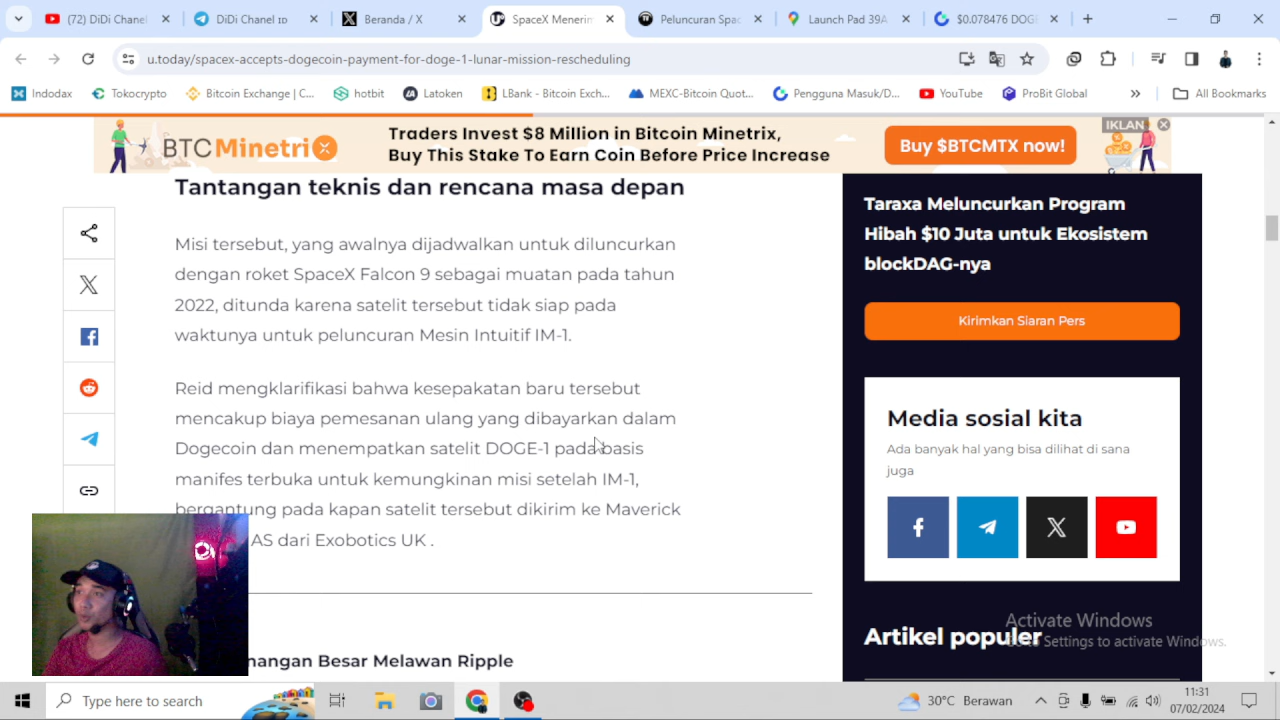 (72) DiDi Chanel
DiDi Chanel
Beranda / X
SpaceX Menerim
Peluncuran Spac
Launch Pad 39A
$0.078476 DOG
u.today/spacex-accepts-dogecoin-payment-for-doge-1-lunar-mission-rescheduling
Indodax
Tokocrypto
Bitcoin Exchange | C...
hotbit
Latoken
LBank - Bitcoin Exch...
MEXC-Bitcoin Quot...
Pengguna Masuk/D...
YouTube
ProBit Global
All Bookmarks
BTCMinetrix
Traders Invest $8 Million in Bitcoin Minetrix,
Buy This Stake To Earn Coin Before Price Increase
Buy $BTCMTX now!
IKLAN
Tantangan teknis dan rencana masa depan
Misi tersebut, yang awalnya dijadwalkan untuk diluncurkan
dengan roket SpaceX Falcon 9 sebagai muatan pada tahun
2022, ditunda karena satelit tersebut tidak siap pada
waktunya untuk peluncuran Mesin Intuitif IM-1.
Reid mengklarifikasi bahwa kesepakatan baru tersebut
mencakup biaya pemesanan ulang yang dibayarkan dalam
Dogecoin dan menempatkan satelit DOGE-1 pada basis
manifes terbuka untuk kemungkinan misi setelah IM-1,
bergantung pada kapan satelit tersebut dikirim ke Maverick
AS dari Exobotics UK .
nangan Besar Melawan Ripple
Taraxa Meluncurkan Program
Hibah $10 Juta untuk Ekosistem
blockDAG-nya
Kirimkan Siaran Pers
Media sosial kita
Ada banyak hal yang bisa dilihat di sana
juga
Artikel populer
Activate Windows
to Settings to activate Windows.
Type here to search
30°C Berawan
11:31
07/02/2024